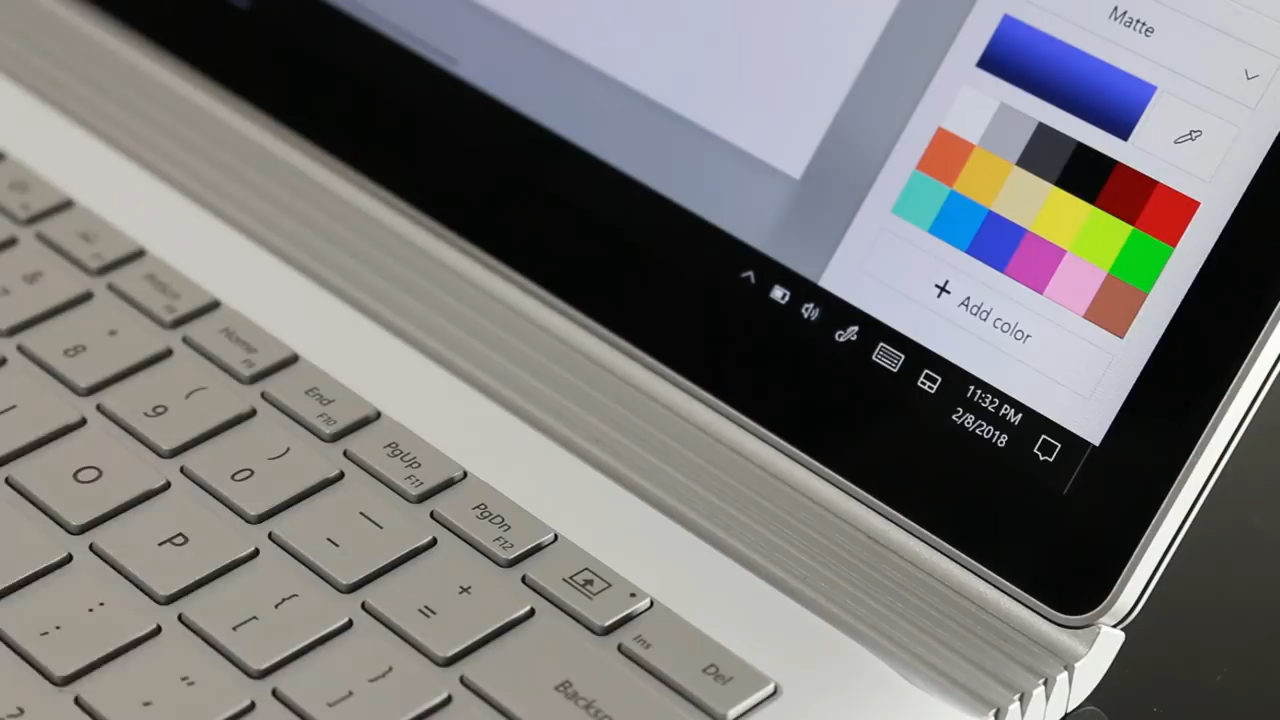 Matte
+ Add color
11:32 PM
2/8/2018
Home
End
F10
PgUp
F11
PgDn
F12
Ins
Del
&
*
8
(
9
)
0
_
-
+
=
Backsp
O
P
{
[
}
]
:
;
"
'